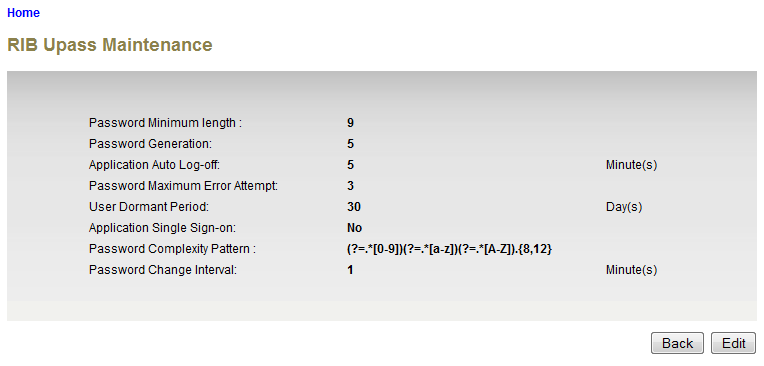 Home
RIB Upass Maintenance
Password Minimum length : 9
Password Generation: 5
Application Auto Log-off: 5 Minute(s)
Password Maximum Error Attempt: 3
User Dormant Period: 30 Day(s)
Application Single Sign-on: No
Password Complexity Pattern : (?=.*[0-9])(?=.*[a-z])(?=.*[A-Z]).{8,12}
Password Change Interval: 1 Minute(s)
Back Edit